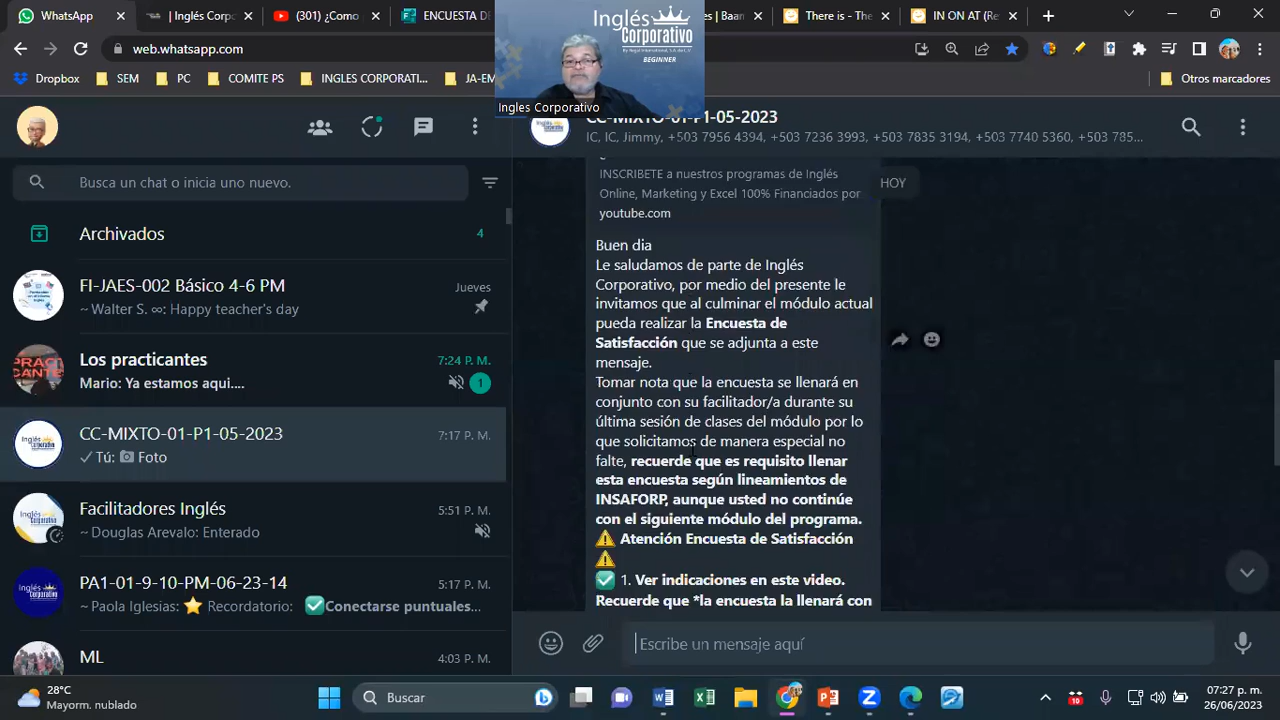 WhatsApp
| Inglés Corp
(301) ¿Como
ENCUESTA DE
| Baan
There is - The
IN ON AT (Re
web.whatsapp.com
Dropbox
SEM
PC
COMITE PS
INGLES CORPORATI...
JA-EM
Otros marcadores
Inglés
Corporativo
By Regal International, S.A. de C.V.
BEGINNER
Ingles Corporativo
CC-MIXTO-01-P1-05-2023
IC, IC, Jimmy, +503 7956 4394, +503 7236 3993, +503 7835 3194, +503 7740 5360, +503 785...
Busca un chat o inicia uno nuevo.
Archivados
4
FI-JAES-002 Básico 4-6 PM
Jueves
~ Walter S. ∞: Happy teacher's day
Los practicantes
7:24 P. M.
Mario: Ya estamos aqui....
1
CC-MIXTO-01-P1-05-2023
7:17 P. M.
Tú: Foto
Facilitadores Inglés
5:51 P. M.
~ Douglas Arevalo: Enterado
PA1-01-9-10-PM-06-23-14
5:17 P. M.
~ Paola Iglesias: ⭐ Recordatorio: ✅Conectarse puntuales...
ML
4:03 P. M.
INSCRIBETE a nuestros programas de Inglés
Online, Marketing y Excel 100% Financiados por
youtube.com
HOY
Buen dia
Le saludamos de parte de Inglés
Corporativo, por medio del presente le
invitamos que al culminar el módulo actual
pueda realizar la Encuesta de
Satisfacción que se adjunta a este
mensaje.
Tomar nota que la encuesta se llenará en
conjunto con su facilitador/a durante su
última sesión de clases del módulo por lo
que solicitamos de manera especial no
falte, recuerde que es requisito llenar
esta encuesta según lineamientos de
INSAFORP, aunque usted no continúe
con el siguiente módulo del programa.
⚠️ Atención Encuesta de Satisfacción
⚠️
✅ 1. Ver indicaciones en este video.
Recuerde que *la encuesta la llenará con
Escribe un mensaje aquí
28°C
Mayorm. nublado
Buscar
10
07:27 p. m.
26/06/2023